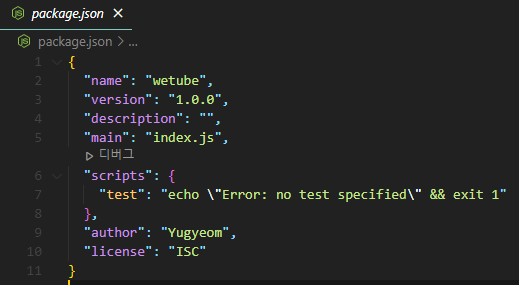 package.json
package.json > ...
1 {
2 "name": "wetube",
3 "version": "1.0.0",
4 "description": "",
5 "main": "index.js",
디버그
6 "scripts": {
7 "test": "echo \"Error: no test specified\" && exit 1"
8 },
9 "author": "Yugyeom",
10 "license": "ISC"
11 }